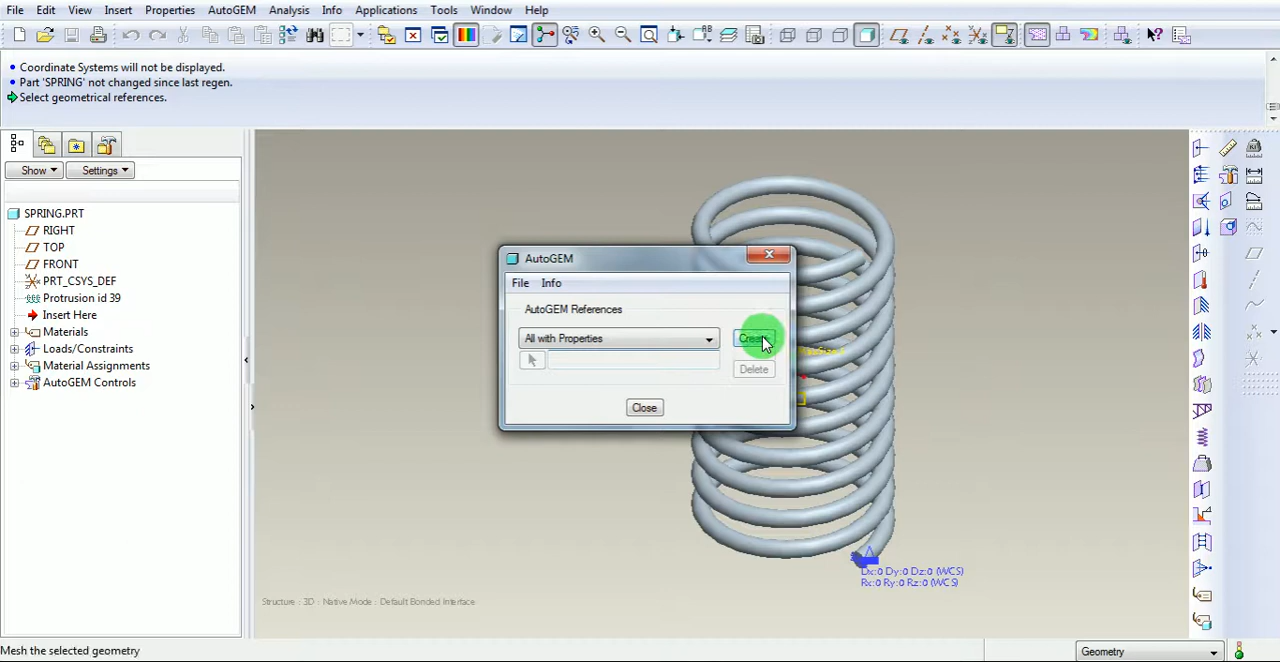 File Edit View Insert Properties AutoGEM Analysis Info Applications Tools Window Help
Coordinate Systems will not be displayed.
Part 'SPRING' not changed since last regen.
Select geometrical references.
Show Settings
SPRING.PRT
RIGHT
TOP
FRONT
PRT_CSYS_DEF
Protrusion id 39
Insert Here
Materials
Loads/Constraints
Material Assignments
AutoGEM Controls
AutoGEM
File Info
AutoGEM References
All with Properties Create
Delete
Close
Dx:0 Dy:0 Dz:0 (WCS)
Rx:0 Ry:0 Rz:0 (WCS)
Structure : 3D : Native Mode : Default Bonded Interface
Mesh the selected geometry
Geometry